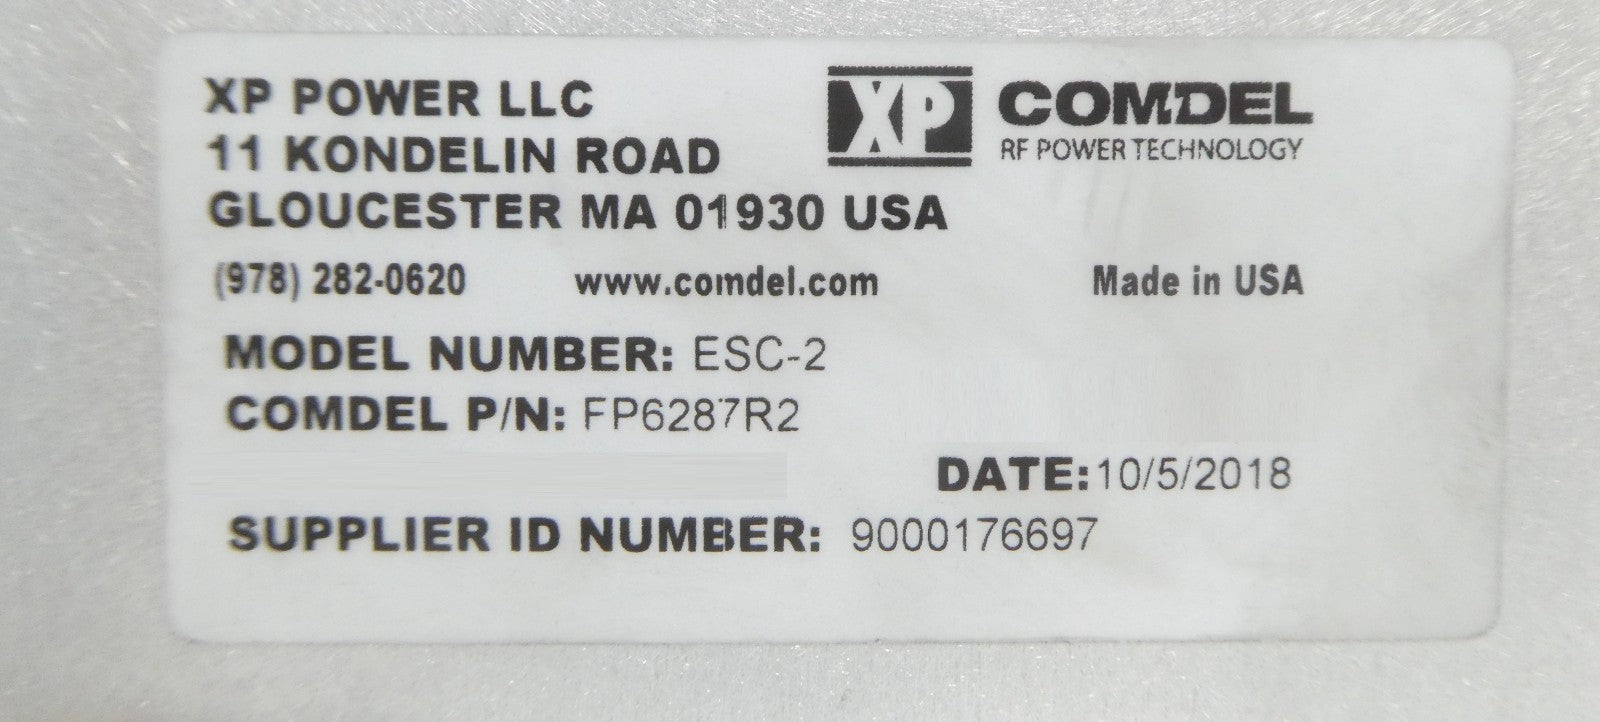 XP POWER LLC
11 KONDELIN ROAD
GLOUCESTER MA 01930 USA
XP COMDEL
RF POWER TECHNOLOGY
(978) 282-0620 www.comdel.com Made in USA
MODEL NUMBER: ESC-2
COMDEL P/N: FP6287R2
DATE:10/5/2018
SUPPLIER ID NUMBER: 9000176697